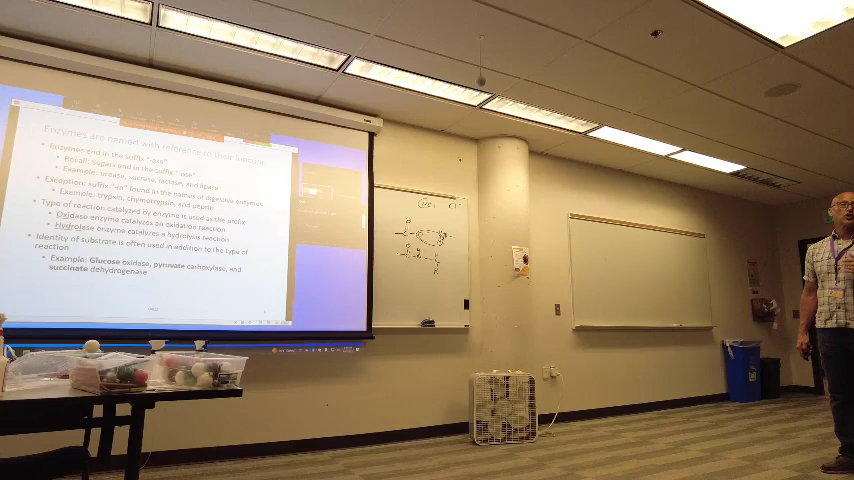 Enzymes are named with reference to their function
• Enzymes end in the suffix "-ase"
• Recall: Sugars end in the suffix "ose"
• Example: urease, sucrase, lactase, and lipase
• Exception: suffix "-in" found in the names of digestive enzymes
• Example: trypsin, chymotrypsin, and pepsin
• Type of reaction catalyzed by enzyme is used as the prefix
• Oxidase enzyme catalyzes an oxidation reaction
• Hydrolase enzyme catalyzes a hydrolysis reaction
• Identity of substrate is often used in addition to the type of
reaction
• Example: Glucose oxidase, pyruvate carboxylase, and
succinate dehydrogenase